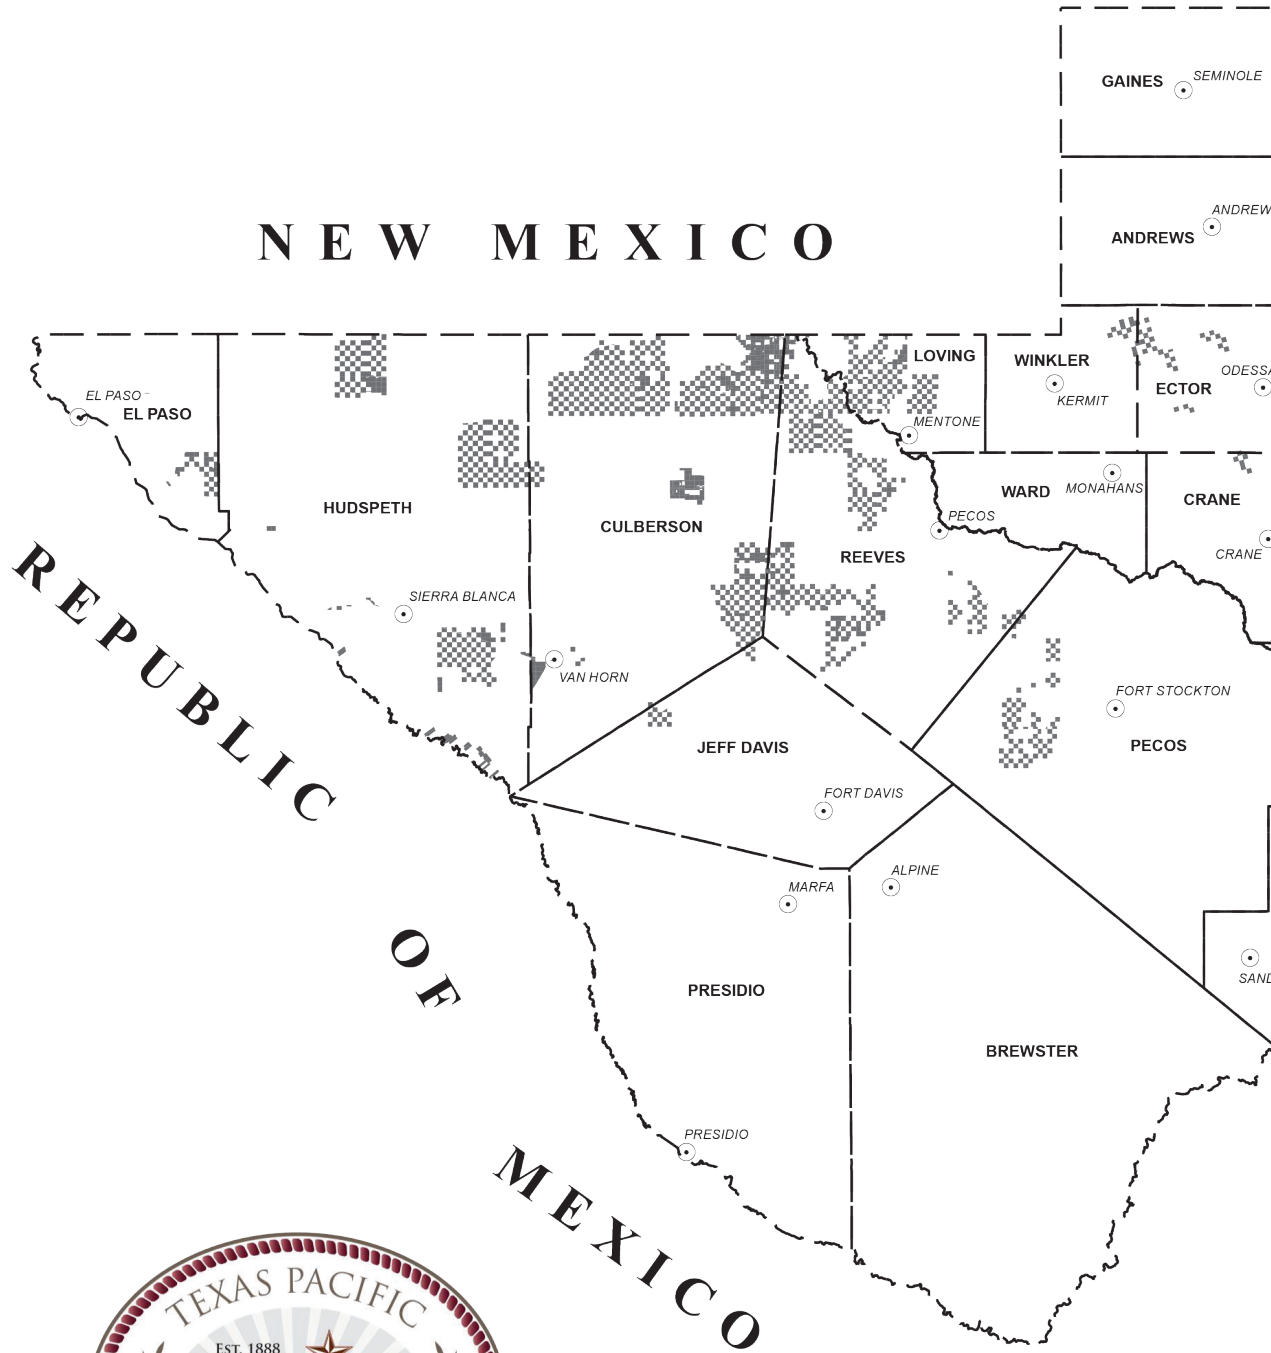 GAINES
SEMINOLE
ANDREW
ANDREWS
NEW MEXICO
LOVING
WINKLER
KERMIT
ODESSA
ECTOR
EL PASO
EL PASO
MENTONE
HUDSPETH
CULBERSON
WARD
MONAHANS
CRANE
PECOS
REEVES
CRANE
SIERRA BLANCA
VAN HORN
FORT STOCKTON
PECOS
JEFF DAVIS
FORT DAVIS
REPUBLIC
OF
MEXICO
MARFA
ALPINE
SAND
PRESIDIO
BREWSTER
PRESIDIO
TEXAS PACIFIC
EST. 1888